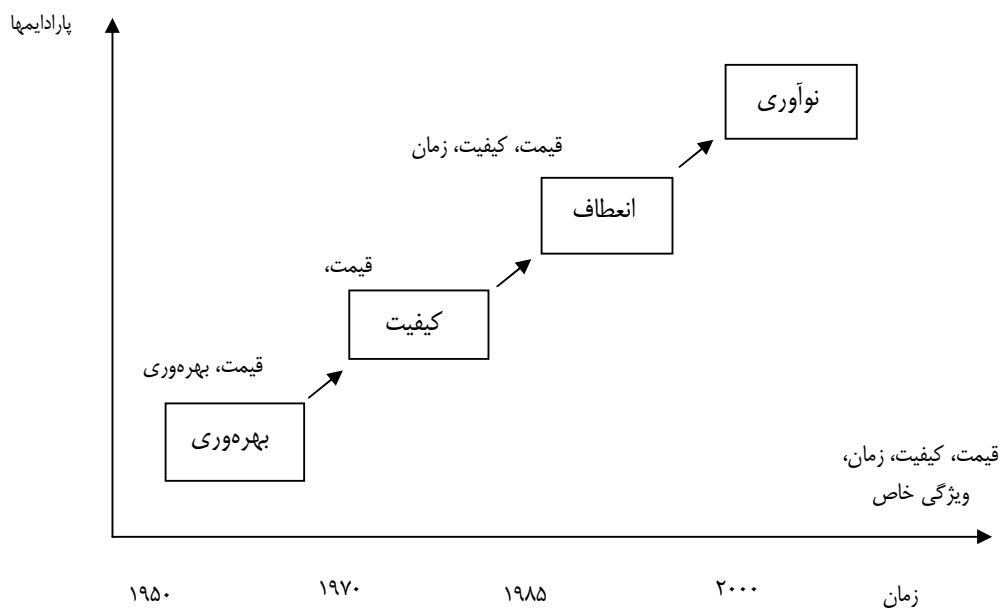 پارادایمها
نوآوری
قیمت، کیفیت، زمان
انعطاف
قیمت،
کیفیت
قیمت، بهره‌وری
بهره‌وری
قیمت، کیفیت، زمان،
ویژگی خاص
۱۹۵۰ ۱۹۷۰ ۱۹۸۵ ۲۰۰۰ زمان